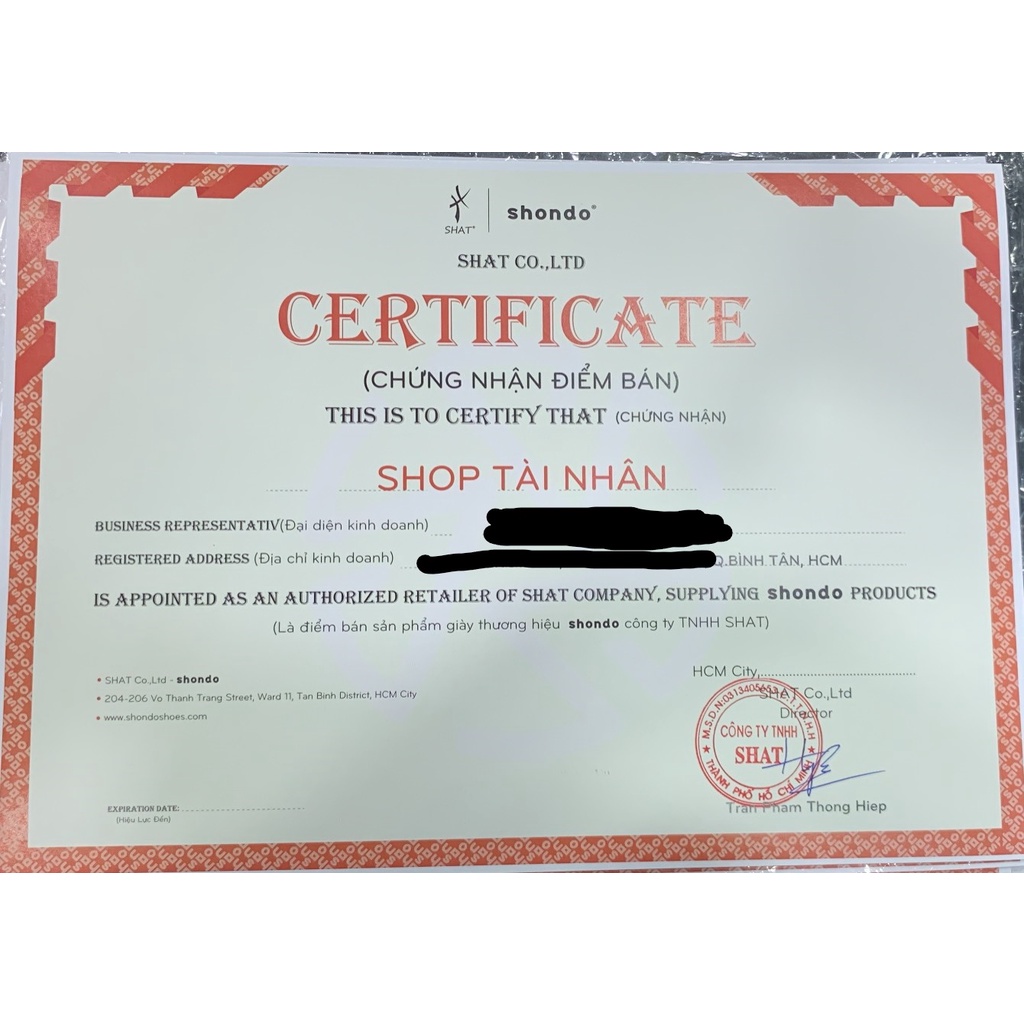 SHAT® shondo®
SHAT CO.,LTD
CERTIFICATE
(CHỨNG NHẬN ĐIỂM BÁN)
THIS IS TO CERTIFY THAT (CHỨNG NHẬN)
SHOP TÀI NHÂN
BUSINESS REPRESENTATIV(Đại diện kinh doanh)
REGISTERED ADDRESS (Địa chỉ kinh doanh) Q.BÌNH TÂN, HCM
IS APPOINTED AS AN AUTHORIZED RETAILER OF SHAT COMPANY, SUPPLYING shondo PRODUCTS
(Là điểm bán sản phẩm giày thương hiệu shondo công ty TNHH SHAT)
SHAT Co.,Ltd - shondo
204-206 Vo Thanh Trang Street, Ward 11, Tan Binh District, HCM City
www.shondoshoes.com
HCM City,
SHAT Co.,Ltd
Director
CÔNG TY TNHH
SHAT
THÀNH PHỐ HỒ CHÍ MINH
Tran Pham Thong Hiep
EXPIRATION DATE:
(Hiệu Lực Đến)